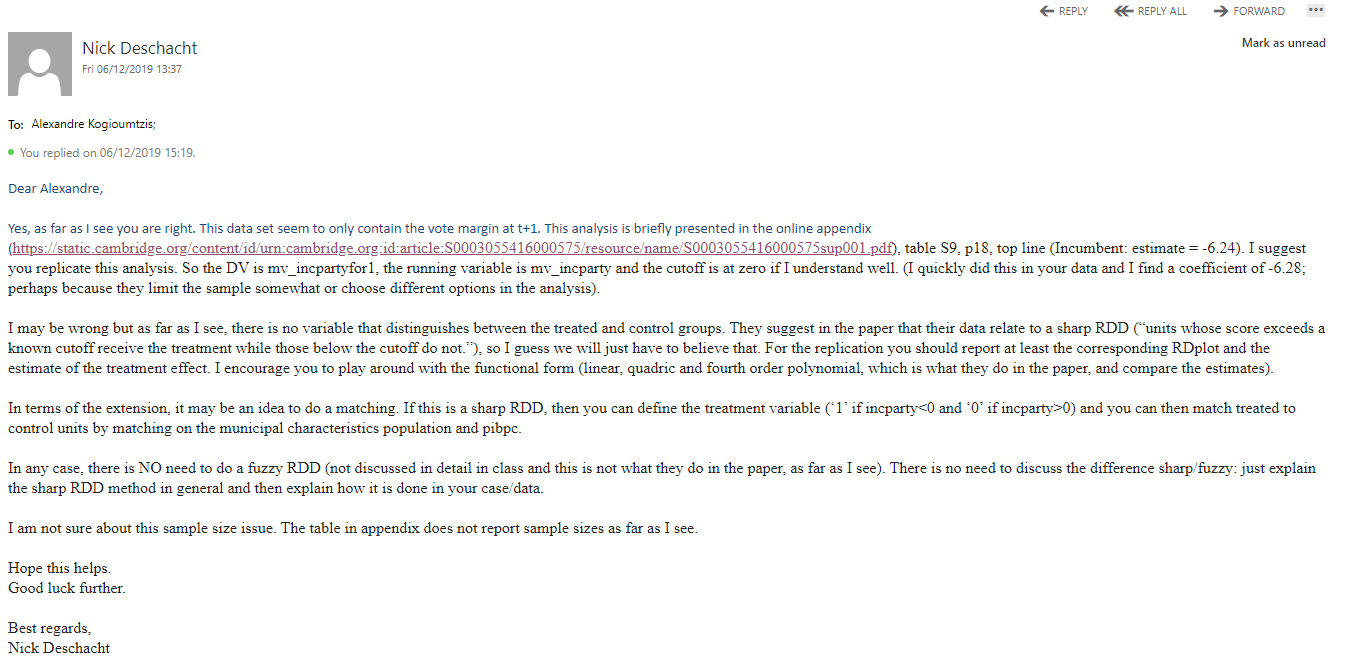 REPLY REPLY ALL FORWARD
Nick Deschacht
Mark as unread
Fri 06/12/2019 13:37
To: Alexandre Kogioumtzis;
You replied on 06/12/2019 15:19.
Dear Alexandre,
Yes, as far as I see you are right. This data set seem to only contain the vote margin at t+1. This analysis is briefly presented in the online appendix
(https://static.cambridge.org/content/id/urn:cambridge.org:id:article:S0003055416000575/resource/name/S0003055416000575sup001.pdf), table S9, p18, top line (Incumbent: estimate = -6.24). I suggest
you replicate this analysis. So the DV is mv_incpartyfor1, the running variable is mv_incparty and the cutoff is at zero if I understand well. (I quickly did this in your data and I find a coefficient of -6.28;
perhaps because they limit the sample somewhat or choose different options in the analysis).
I may be wrong but as far as I see, there is no variable that distinguishes between the treated and control groups. They suggest in the paper that their data relate to a sharp RDD (“units whose score exceeds a
known cutoff receive the treatment while those below the cutoff do not.”), so I guess we will just have to believe that. For the replication you should report at least the corresponding RDplot and the
estimate of the treatment effect. I encourage you to play around with the functional form (linear, quadric and fourth order polynomial, which is what they do in the paper, and compare the estimates).
In terms of the extension, it may be an idea to do a matching. If this is a sharp RDD, then you can define the treatment variable (‘1’ if incparty<0 and ‘0’ if incparty>0) and you can then match treated to
control units by matching on the municipal characteristics population and pibpc.
In any case, there is NO need to do a fuzzy RDD (not discussed in detail in class and this is not what they do in the paper, as far as I see). There is no need to discuss the difference sharp/fuzzy: just explain
the sharp RDD method in general and then explain how it is done in your case/data.
I am not sure about this sample size issue. The table in appendix does not report sample sizes as far as I see.
Hope this helps.
Good luck further.
Best regards,
Nick Deschacht